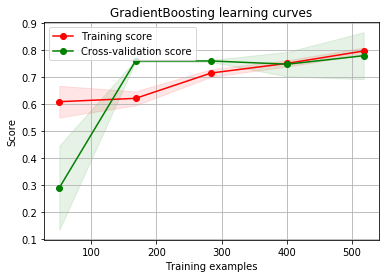 GradientBoosting learning curves
Training score
Cross-validation score
Score
0.9
0.8
0.7
0.6
0.5
0.4
0.3
0.2
0.1
100
200
300
400
500
Training examples